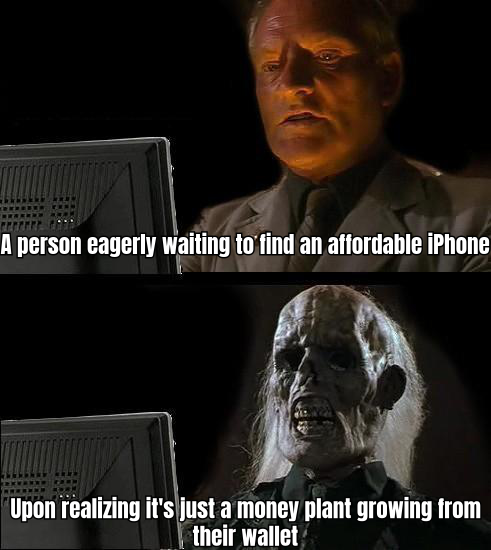 A person eagerly waiting to find an affordable iPhone
Upon realizing it's just a money plant growing from
their wallet